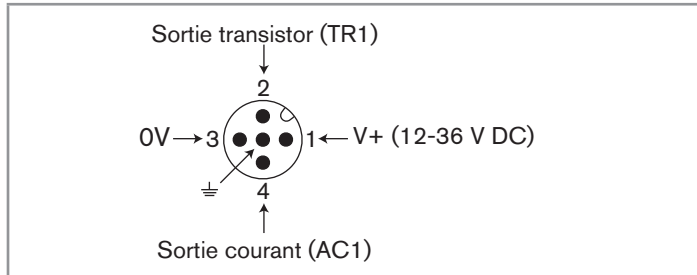 Sortie transistor (TR1)
2
0V 3 1 V+ (12-36 V DC)
4
Sortie courant (AC1)